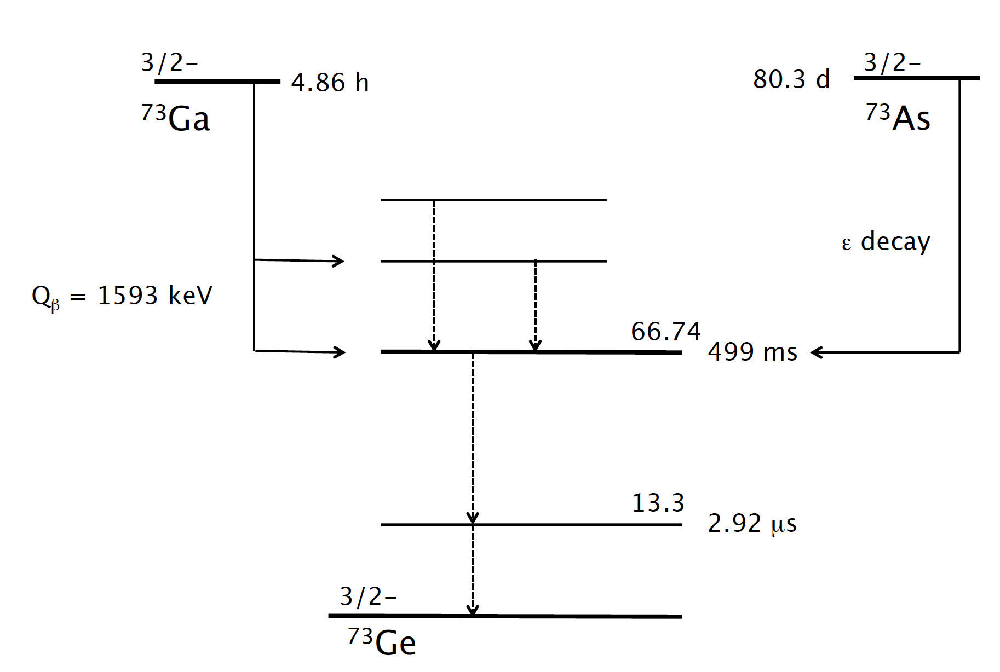 3/2–
4.86 h
⁷³Ga
80.3 d
3/2–
⁷³As
ε decay
Qᵦ = 1593 keV
66.74
499 ms
13.3
2.92 μs
3/2–
⁷³Ge